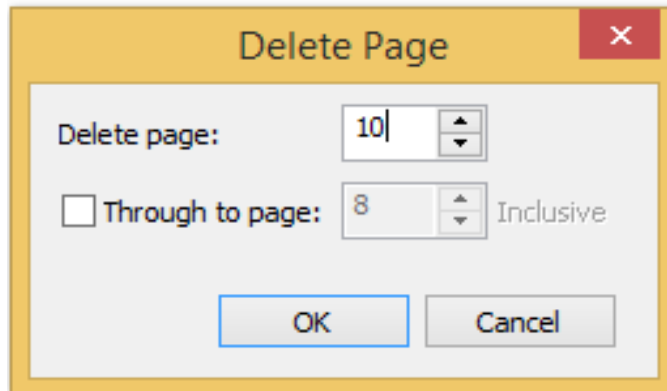 Delete Page
Delete page: 10
Through to page: 8 Inclusive
OK Cancel